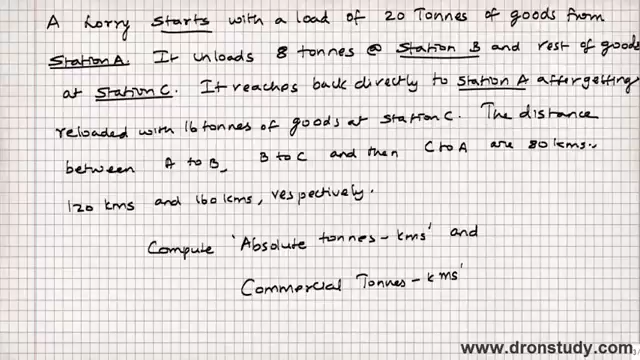 A Lorry Starts with a load of 20 Tonnes of goods from
Station A. It Unloads 8 tonnes @ Station B and rest of goods
at Station C. It reaches back directly to Station A after getting
reloaded with 16 tonnes of goods at Station C. The distance
between A to B, B to C and then C to A are 80 kms.
120 kms and 160 kms, respectively.
Compute 'Absolute tonnes - kms' and
Commercial Tonnes - kms'
www.dronstudy.com